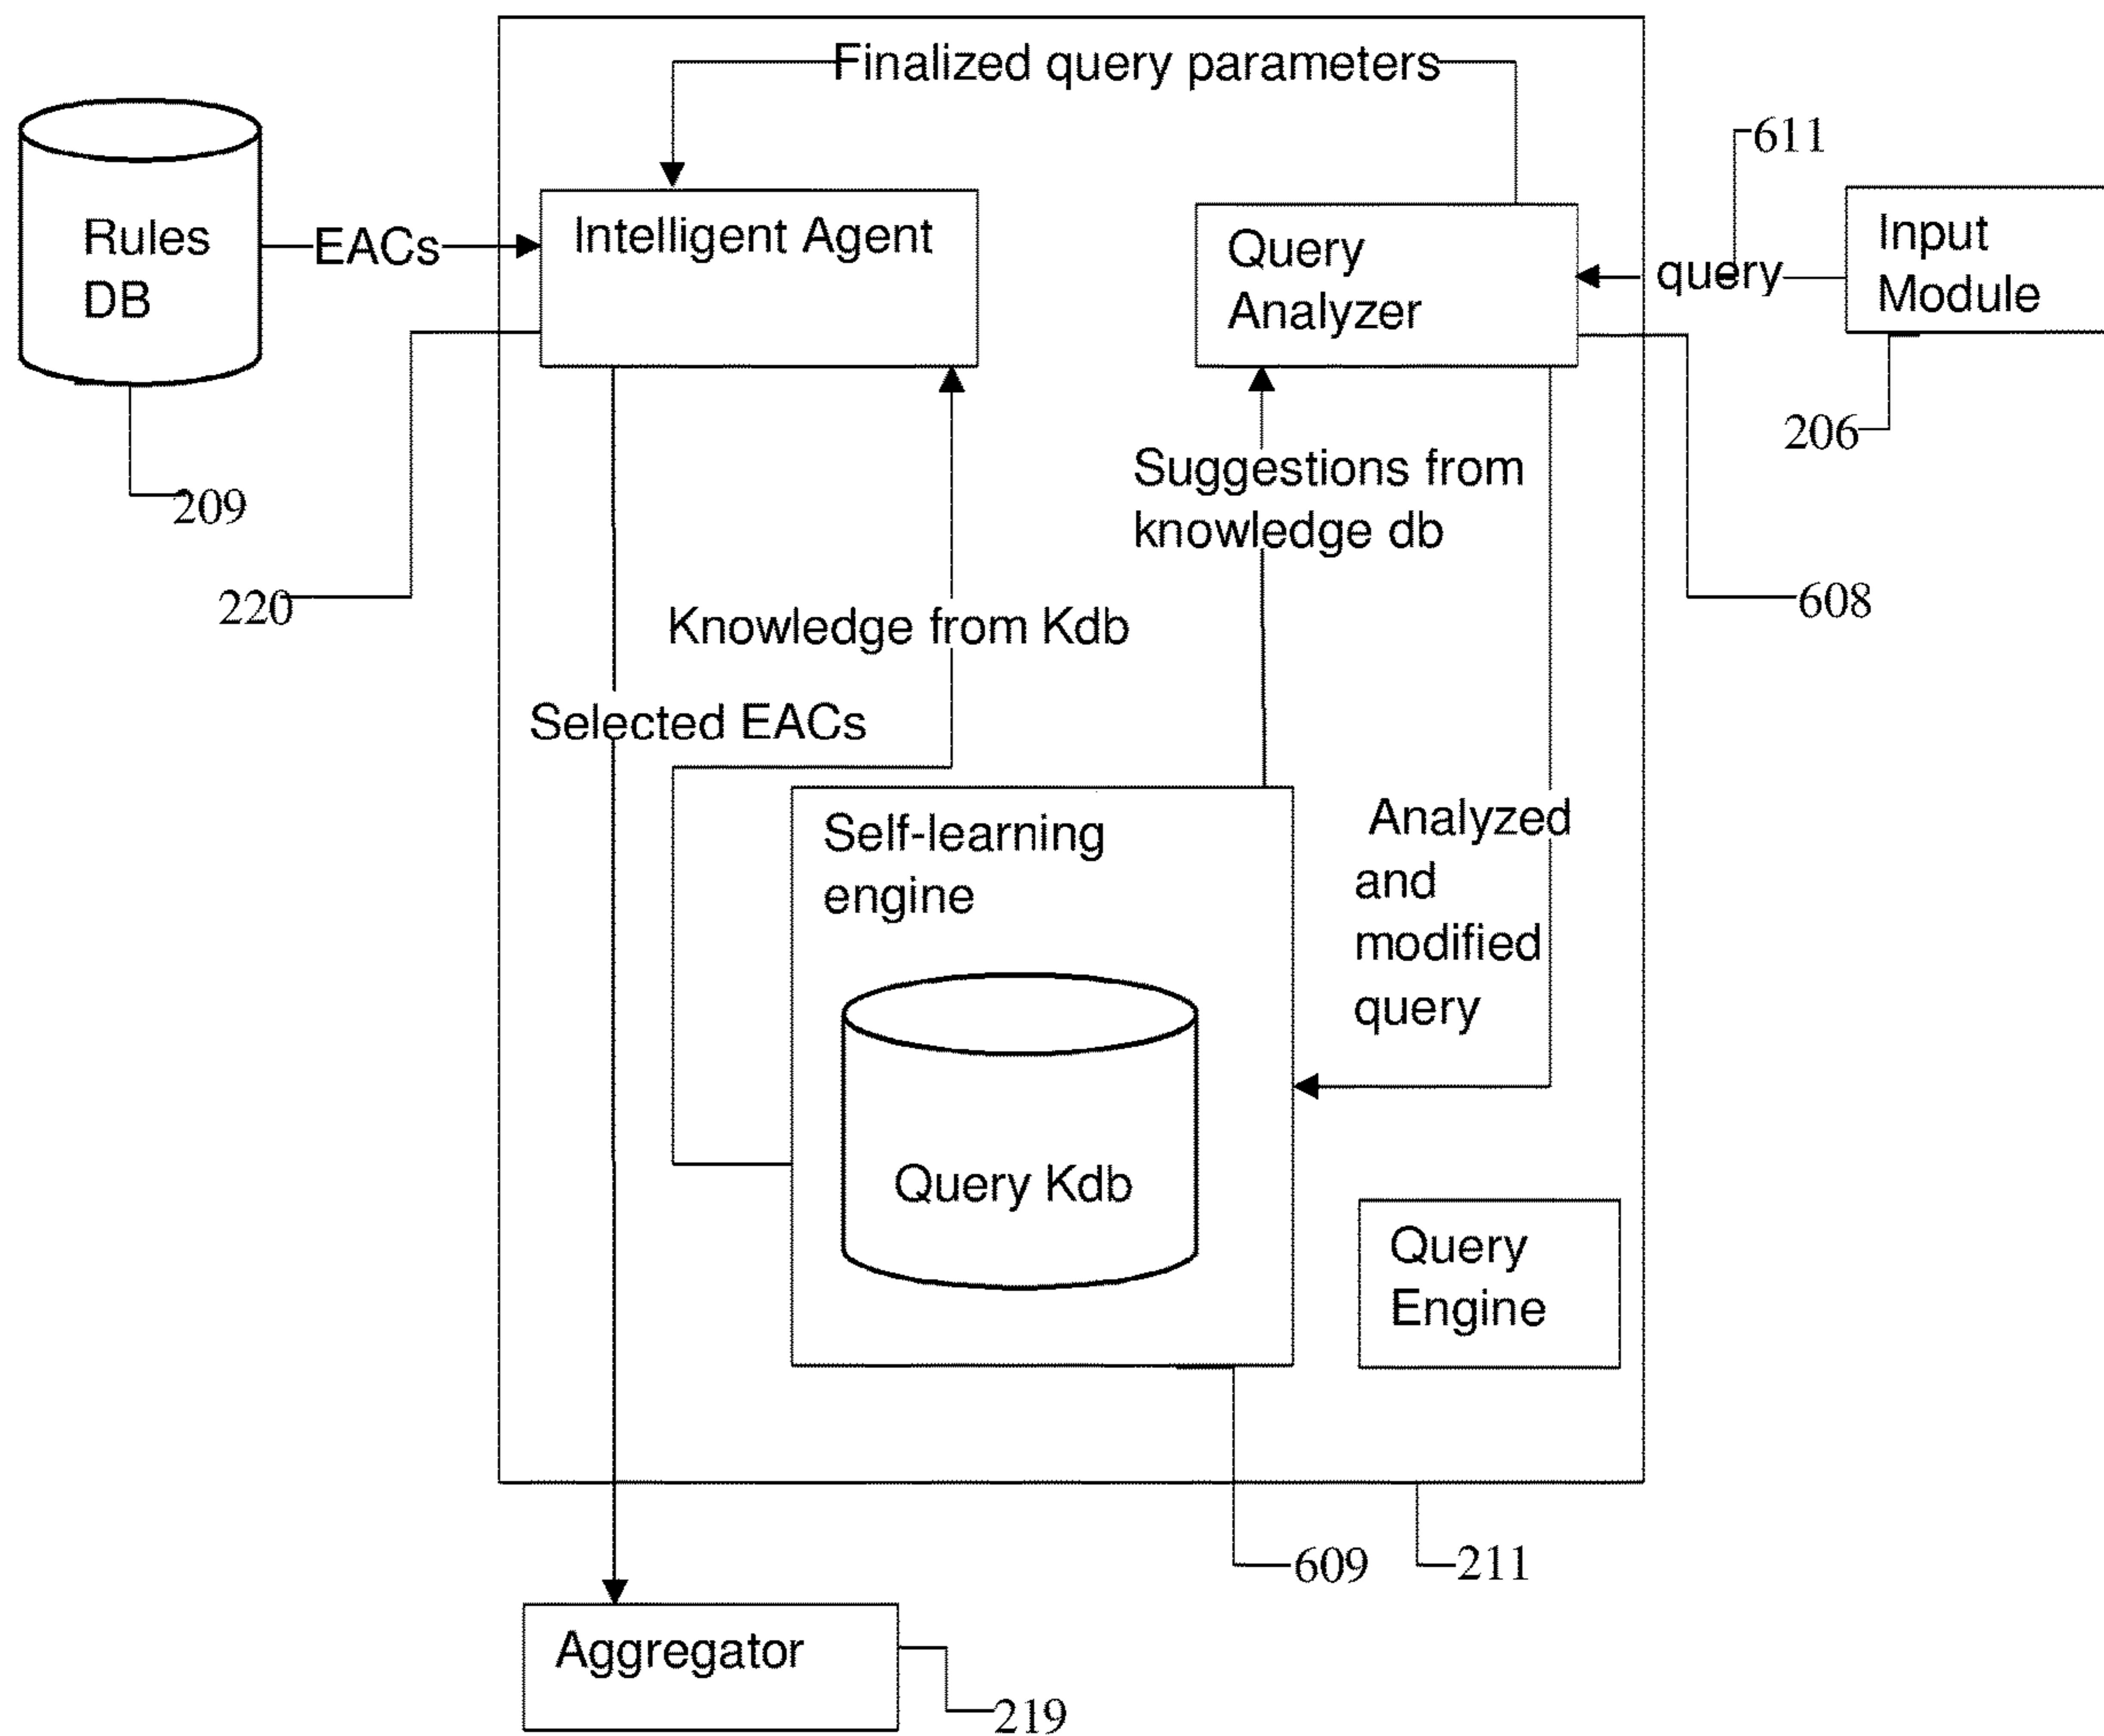 Finalized query parameters
611
Rules
DB
EACs
Intelligent Agent
Query
Analyzer
query
Input
Module
206
209
Suggestions from
knowledge db
220
608
Knowledge from Kdb
Selected EACs
Self-learning
engine
Analyzed
and
modified
query
Query Kdb
Query
Engine
609
211
Aggregator
219